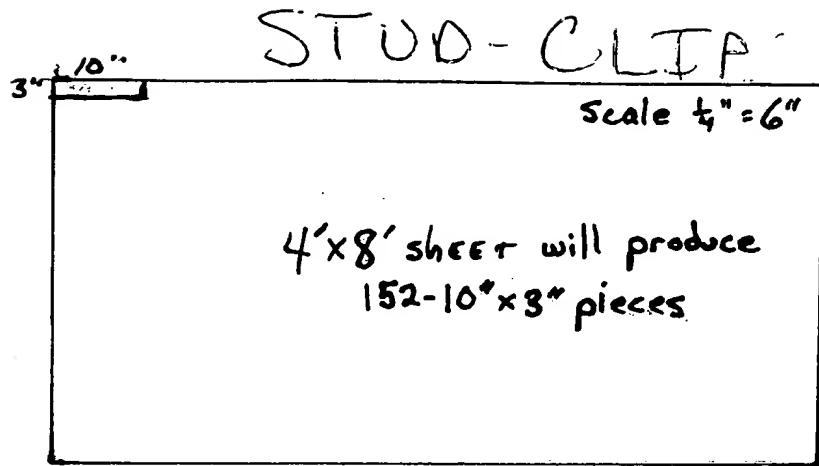 STUD-CLIP
10"
3"
Scale ¼" = 6"
4'x8' sheet will produce
152-10"x3" pieces